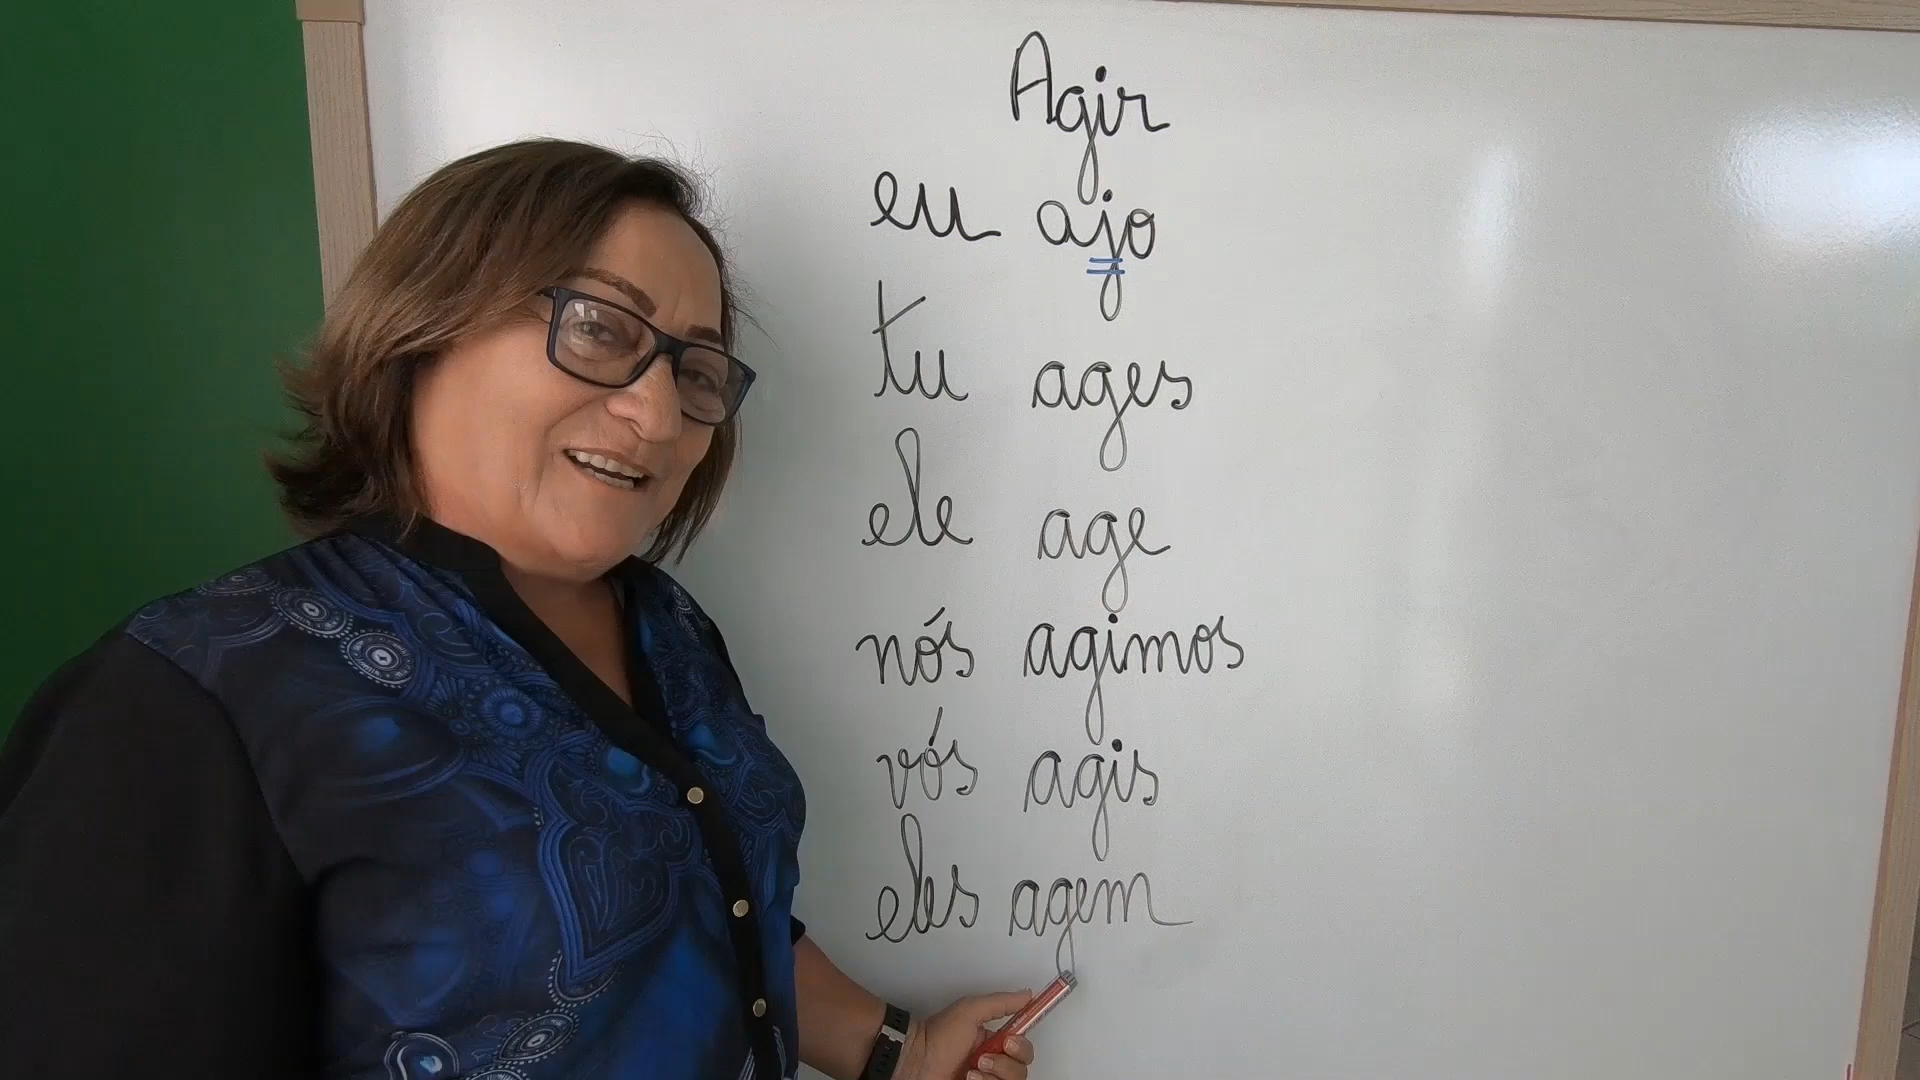 Agir
eu ajo
tu ages
ele age
nós agimos
vós agis
eles agem